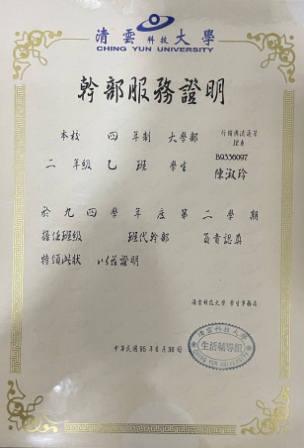 清雲科技大學
CHING YUN UNIVERSITY
幹部服務證明
本校 四 年制 大學部 行銷與流通管理系
二 年級 乙 班 學生 B9336097
陳淑玲
於九四學年度第二學期
擔任班級 班代幹部 負責認真
特頒此狀 以茲證明
清雲科技大學 學生事務處
中華民國95年6月30日
清雲科技大學
生活輔導組
CHING YUN UNIVERSITY